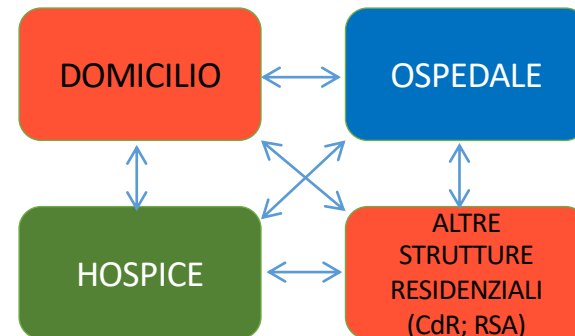 DOMICILIO
OSPEDALE
HOSPICE
ALTRE
STRUTTURE
RESIDENZIALI
(CdR; RSA)